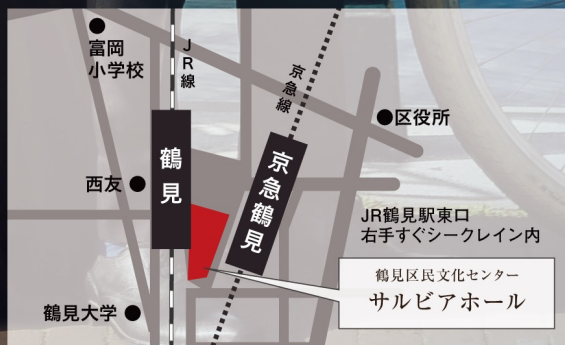 富岡
小学校
JR線
京急線
区役所
鶴見
京急鶴見
西友
JR鶴見駅東口
右手すぐシークレイン内
鶴見区民文化センター
サルビアホール
鶴見大学